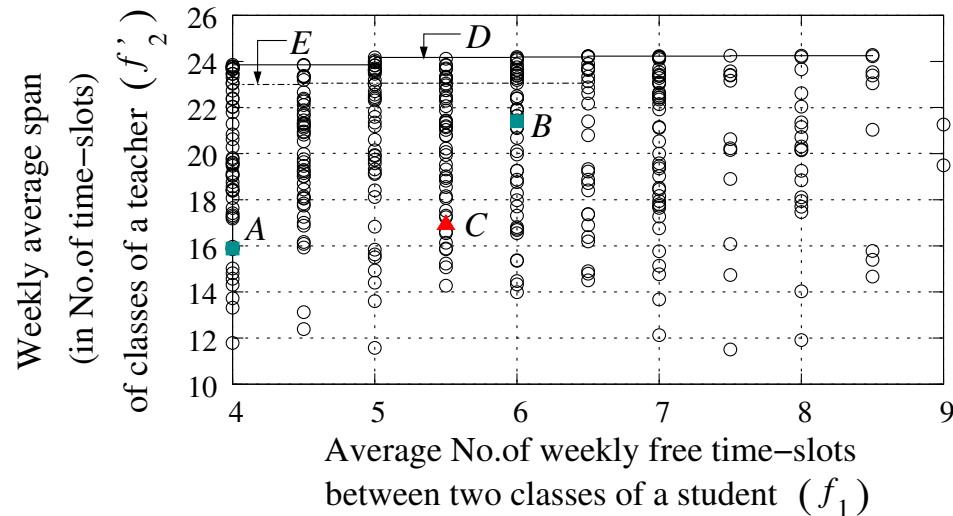 Weekly average span
(in No.of time−slots)
of classes of a teacher (f'₂)
26
24
22
20
18
16
14
12
10
E
D
B
A
C
4 5 6 7 8 9
Average No.of weekly free time−slots
between two classes of a student (f₁)